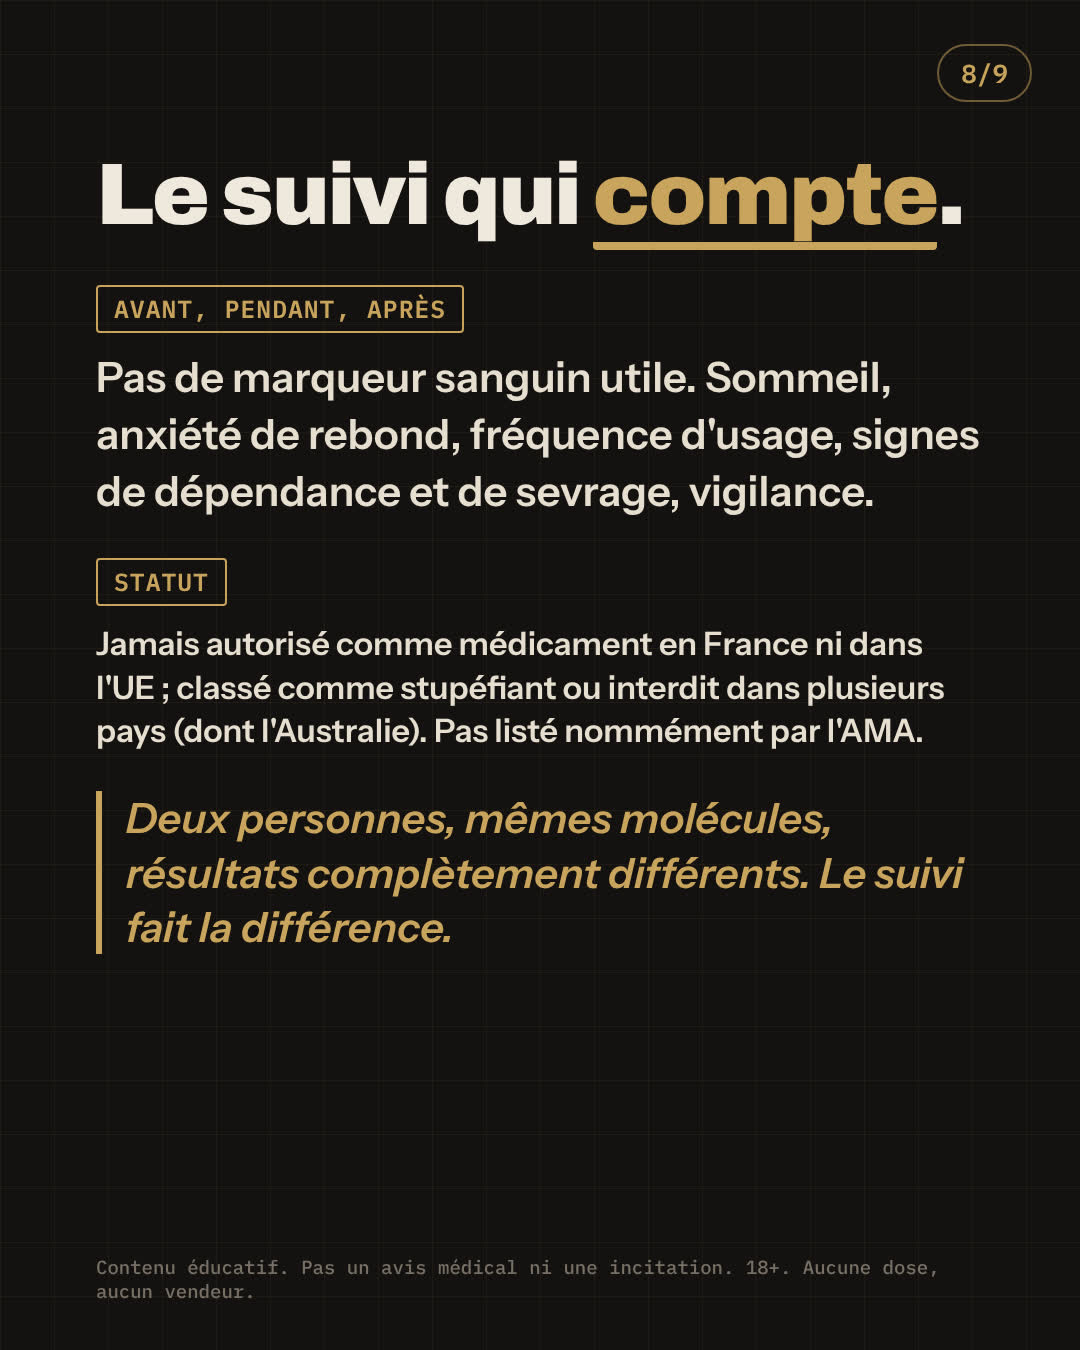 8/9
Le suivi qui compte.
AVANT, PENDANT, APRÈS
Pas de marqueur sanguin utile. Sommeil,
anxiété de rebond, fréquence d'usage, signes
de dépendance et de sevrage, vigilance.
STATUT
Jamais autorisé comme médicament en France ni dans
l'UE ; classé comme stupéfiant ou interdit dans plusieurs
pays (dont l'Australie). Pas listé nommément par l'AMA.
Deux personnes, mêmes molécules,
résultats complètement différents. Le suivi
fait la différence.
Contenu éducatif. Pas un avis médical ni une incitation. 18+. Aucune dose,
aucun vendeur.